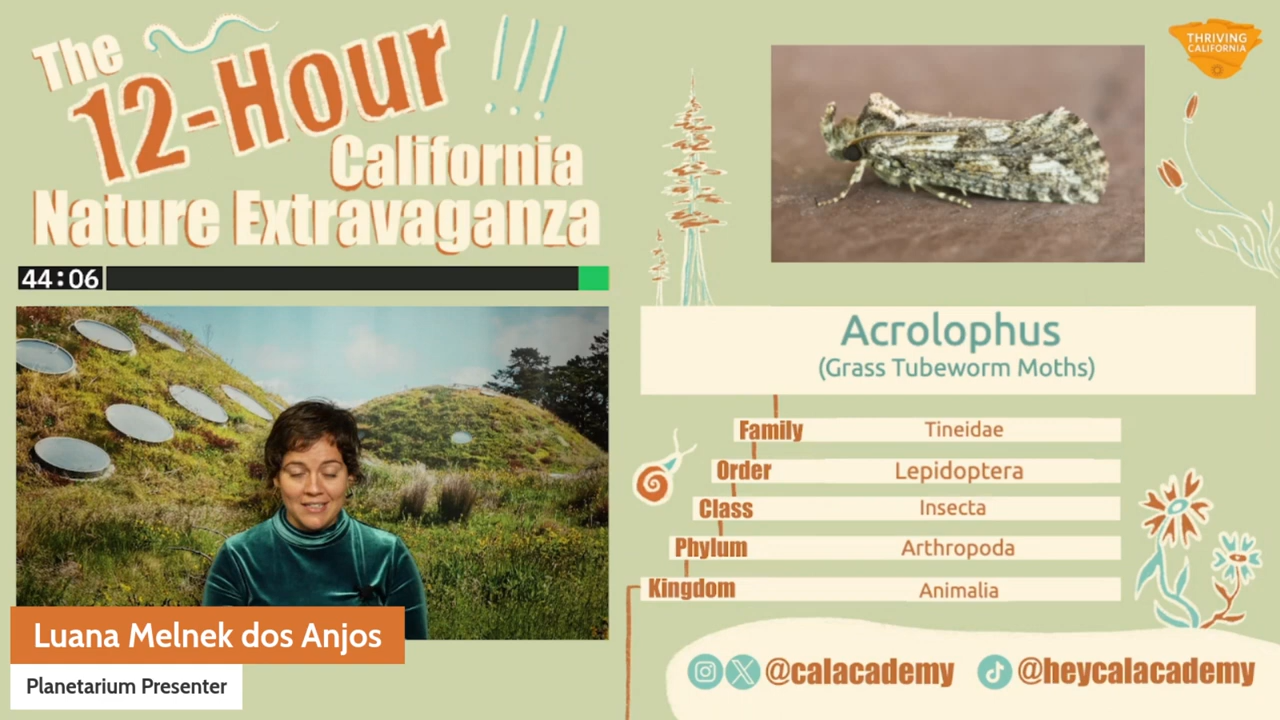 The
12-Hour
!!!
California
Nature Extravaganza
44:06
THRIVING
CALIFORNIA
Acrolophus
(Grass Tubeworm Moths)
Family Tineidae
Order Lepidoptera
Class Insecta
Phylum Arthropoda
Kingdom Animalia
Luana Melnek dos Anjos
Planetarium Presenter
@calacademy @heycalacademy